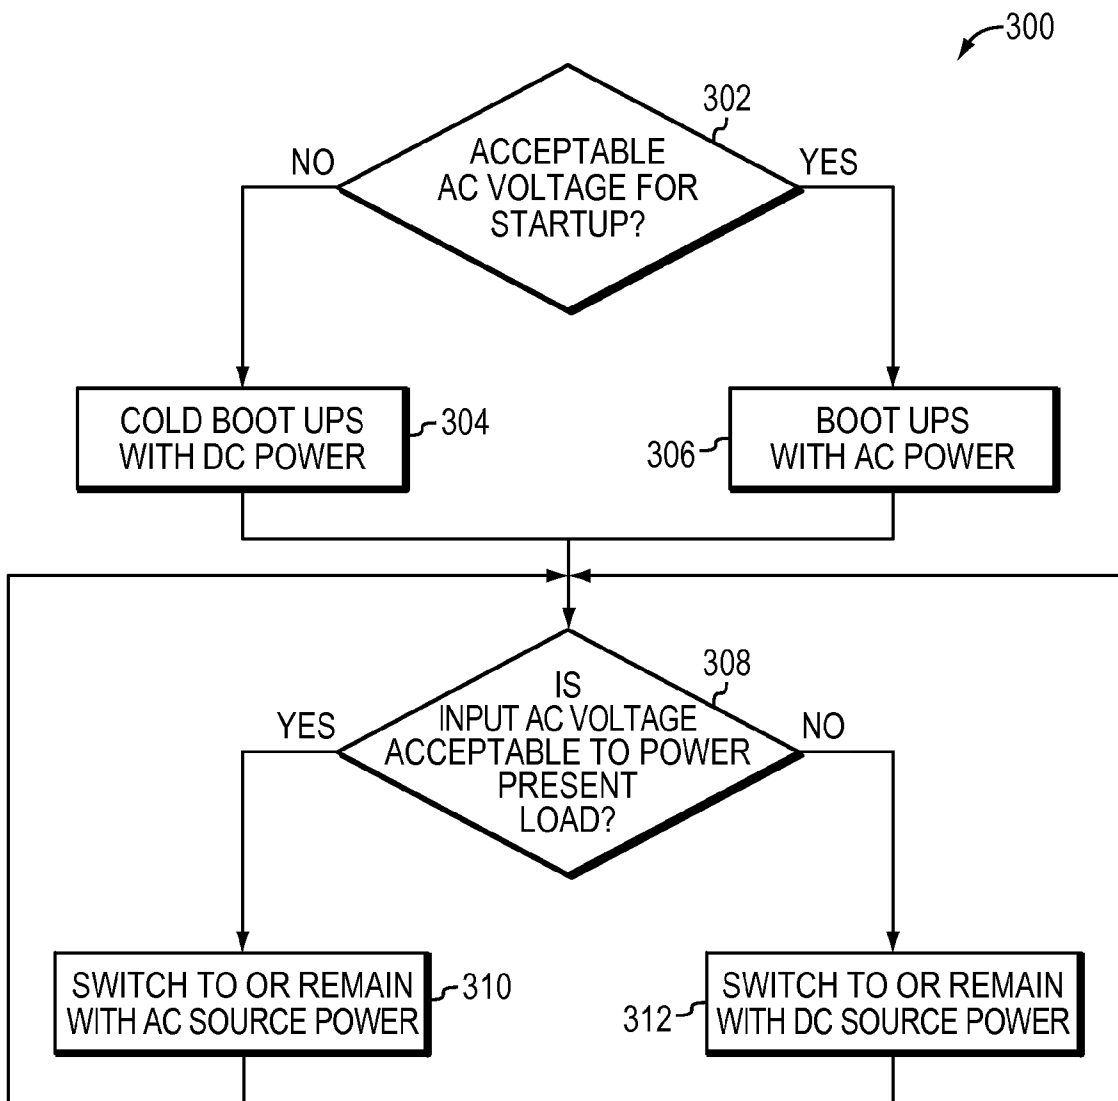 300
302
NO
ACCEPTABLE
AC VOLTAGE FOR
STARTUP?
YES
COLD BOOT UPS
WITH DC POWER
304
306
BOOT UPS
WITH AC POWER
308
YES
IS
INPUT AC VOLTAGE
ACCEPTABLE TO POWER
PRESENT
LOAD?
NO
SWITCH TO OR REMAIN
WITH AC SOURCE POWER
310
312
SWITCH TO OR REMAIN
WITH DC SOURCE POWER